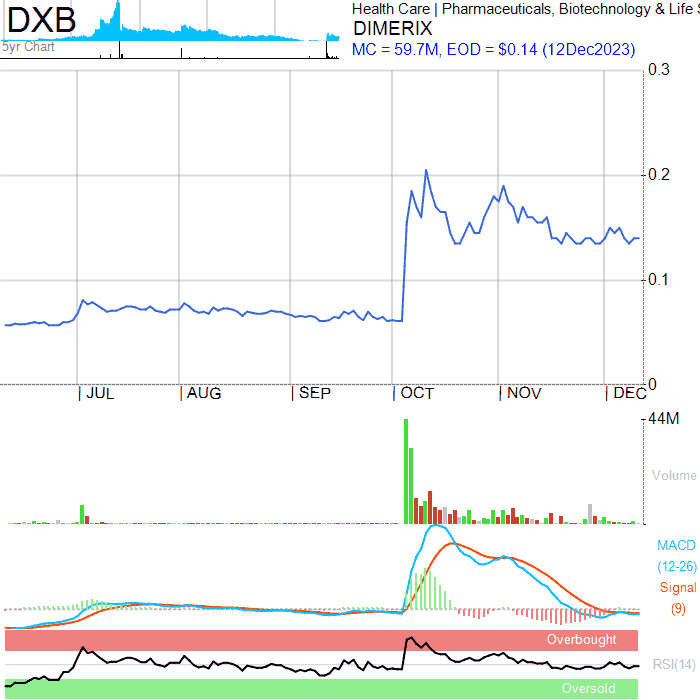 DXB
5yr Chart
Health Care | Pharmaceuticals, Biotechnology & Life
DIMERIX
MC = 59.7M, EOD = $0.14 (12Dec2023)
0.3
0.2
0.1
0
| JUL | AUG | SEP | OCT | NOV | DEC
44M
Volume
MACD
(12-26)
Signal
(9)
Overbought
RSI(14)
Oversold